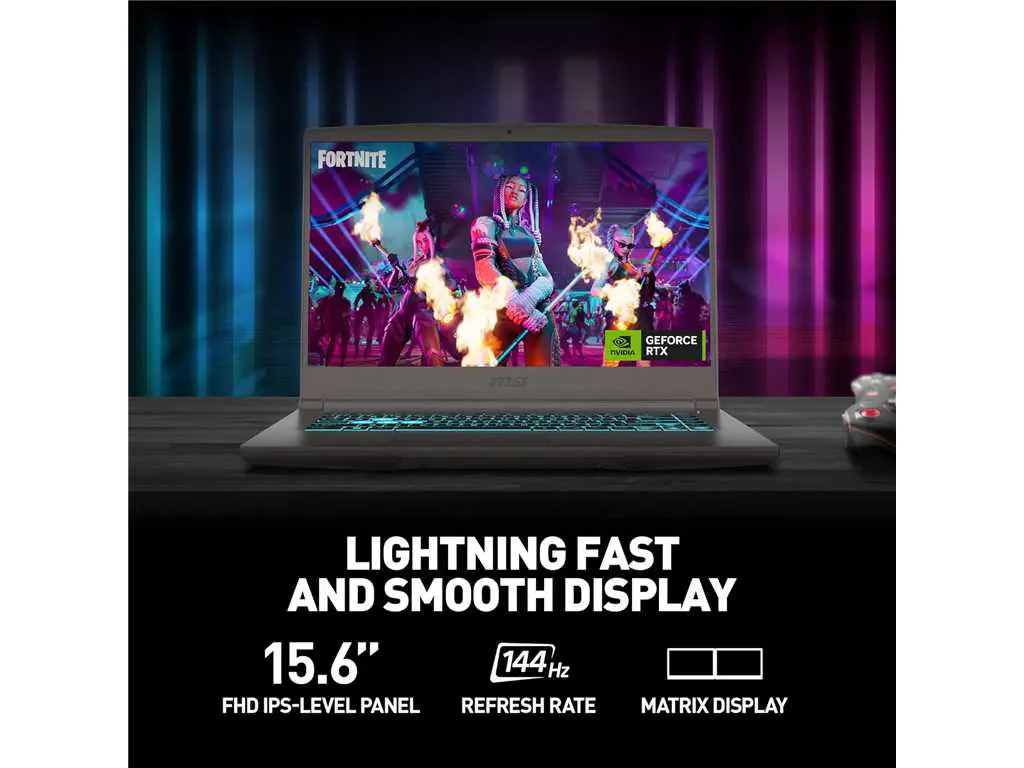 FORTNITE
NVIDIA
GEFORCE
RTX
msi
LIGHTNING FAST
AND SMOOTH DISPLAY
15.6”
FHD IPS-LEVEL PANEL
144Hz
REFRESH RATE
MATRIX DISPLAY